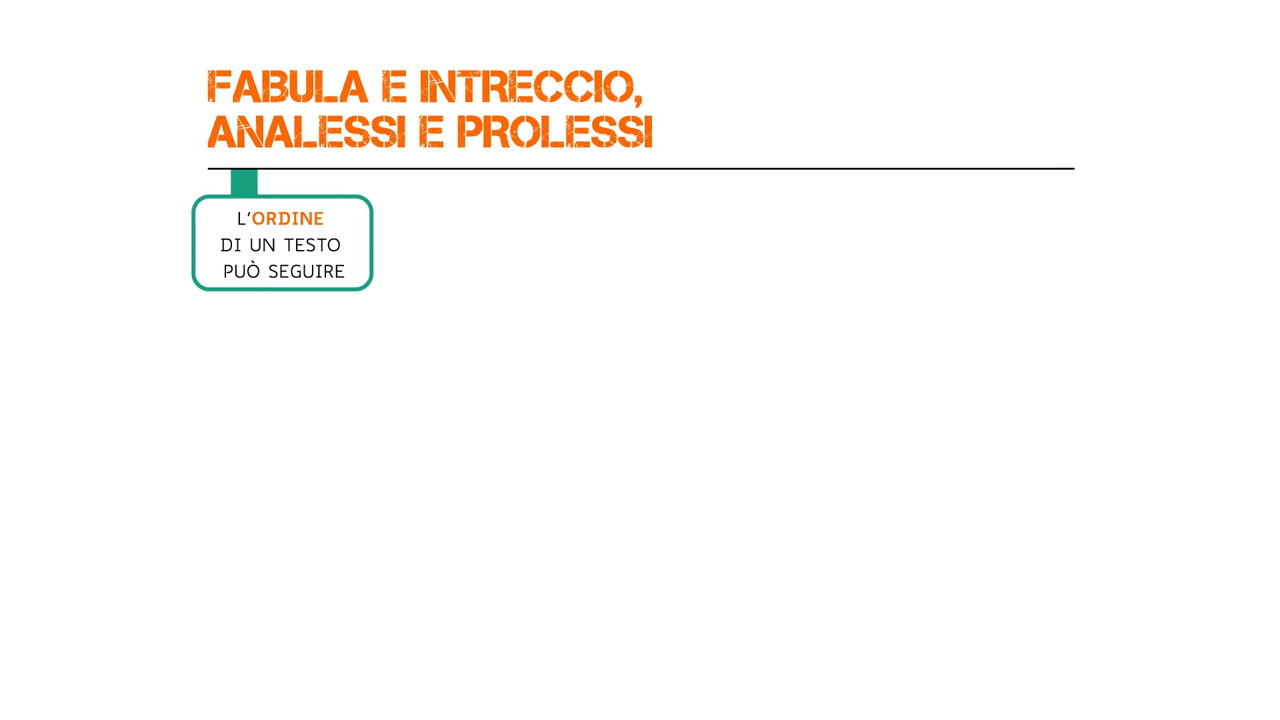 FABULA E INTRECCIO,
ANALESSI E PROLESSI
L'ORDINE
DI UN TESTO
PUÒ SEGUIRE